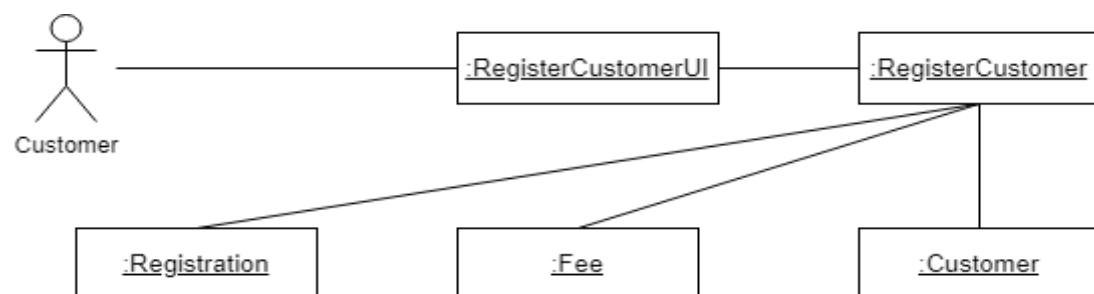 :RegisterCustomerUI
:RegisterCustomer
Customer
:Registration
:Fee
:Customer